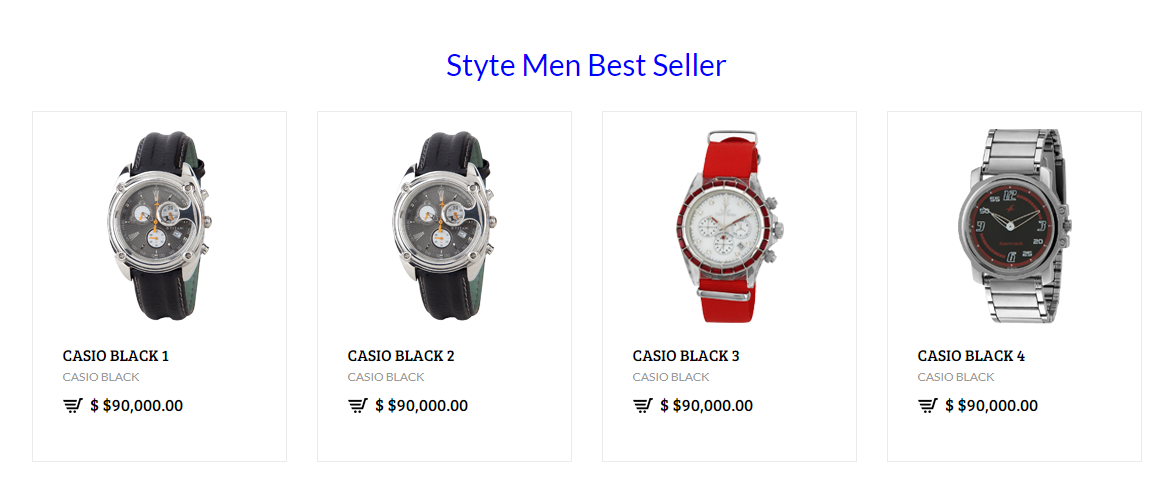 Styte Men Best Seller
CASIO BLACK 1
CASIO BLACK
$ $90,000.00
CASIO BLACK 2
CASIO BLACK
$ $90,000.00
CASIO BLACK 3
CASIO BLACK
$ $90,000.00
CASIO BLACK 4
CASIO BLACK
$ $90,000.00